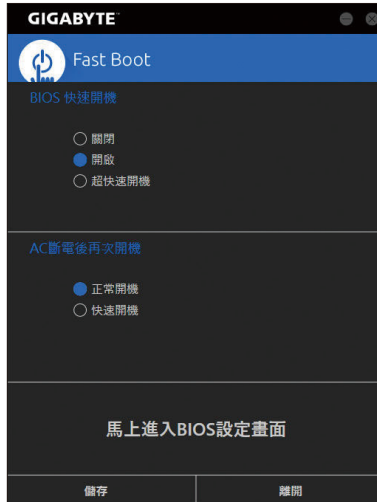 GIGABYTE™
Fast Boot
BIOS 快速開機
關閉
開啟
超快速開機
AC斷電後再次開機
正常開機
快速開機
馬上進入BIOS設定畫面
儲存
離開